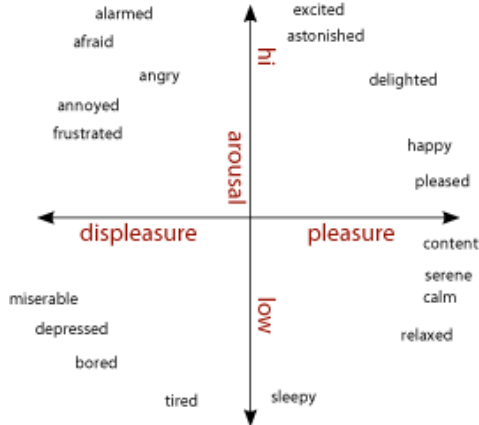 alarmed
excited
afraid
astonished
hi
angry
delighted
annoyed
frustrated
arousal
happy
pleased
displeasure
pleasure
content
serene
miserable
calm
low
depressed
relaxed
bored
tired
sleepy